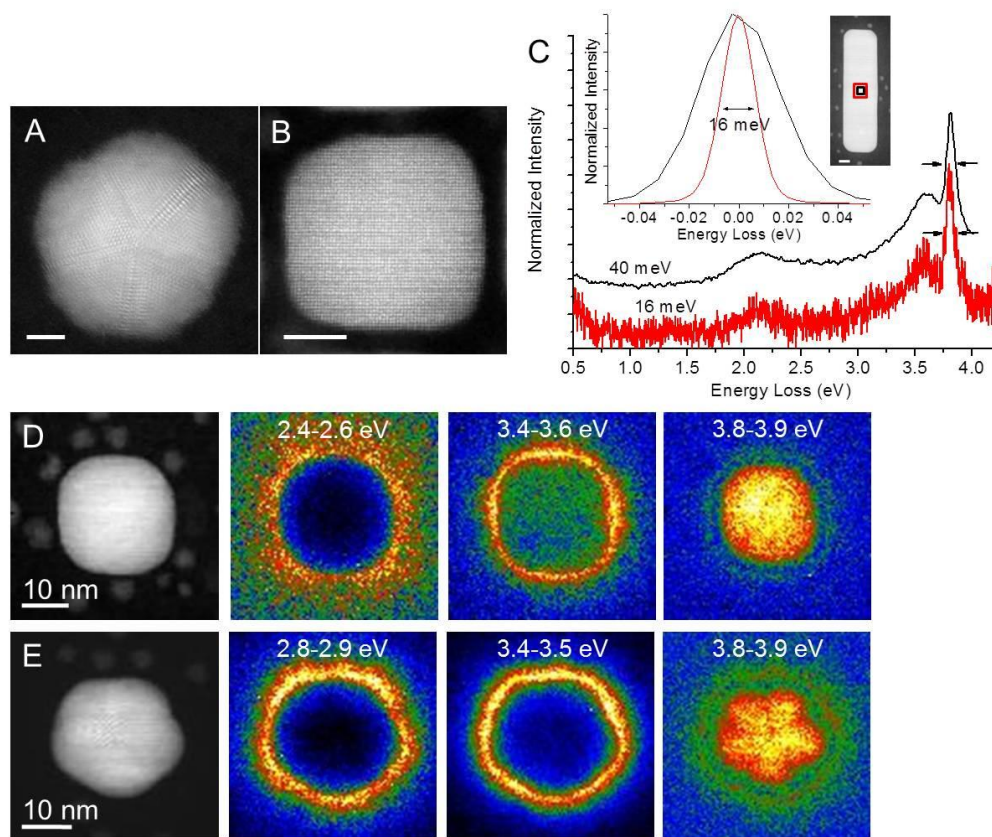 A
B
C
Normalized Intensity
Normalized Intensity
16 meV
-0.04 -0.02 0.00 0.02 0.04
Energy Loss (eV)
40 meV
16 meV
0.5 1.0 1.5 2.0 2.5 3.0 3.5 4.0
Energy Loss (eV)
D
10 nm
2.4-2.6 eV
3.4-3.6 eV
3.8-3.9 eV
E
10 nm
2.8-2.9 eV
3.4-3.5 eV
3.8-3.9 eV